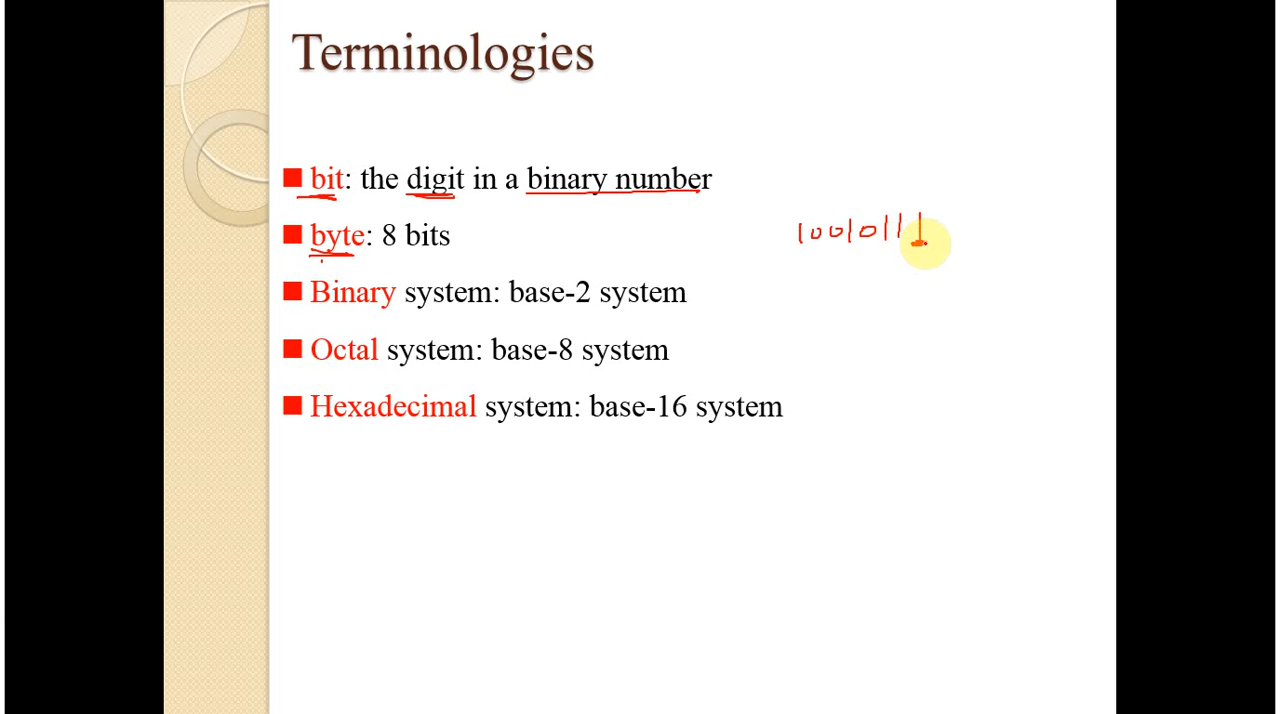 Terminologies
■ bit: the digit in a binary number
■ byte: 8 bits
10010111
■ Binary system: base-2 system
■ Octal system: base-8 system
■ Hexadecimal system: base-16 system